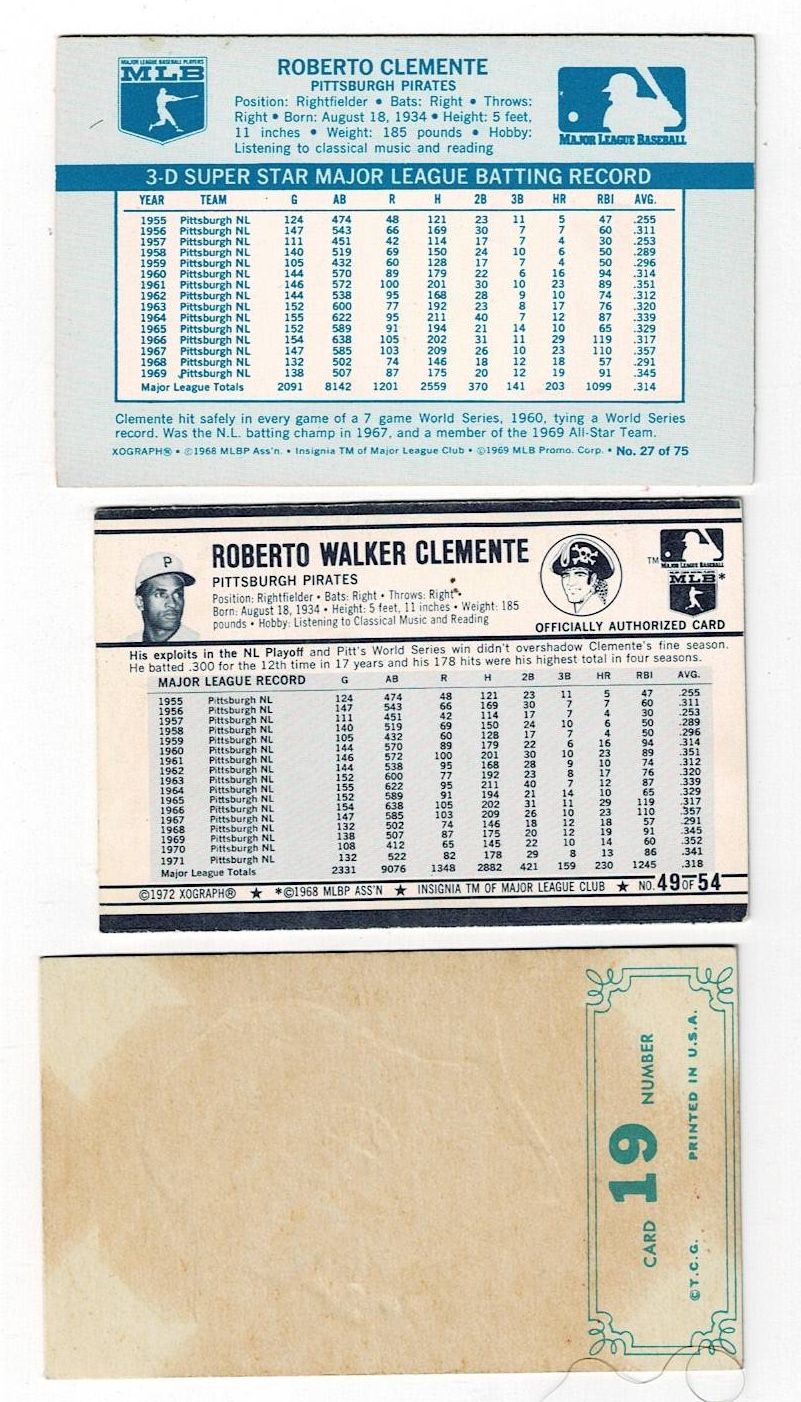 MAJOR LEAGUE BASEBALL PLAYERS
MLB
ROBERTO CLEMENTE
PITTSBURGH PIRATES
Position: Rightfielder • Bats: Right • Throws:
Right • Born: August 18, 1934 • Height: 5 feet,
11 inches • Weight: 185 pounds • Hobby:
Listening to classical music and reading
MAJOR LEAGUE BASEBALL
3-D SUPER STAR MAJOR LEAGUE BATTING RECORD
YEAR TEAM G AB R H 2B 3B HR RBI AVG.
1955 Pittsburgh NL 124 474 48 121 23 11 5 47 .255
1956 Pittsburgh NL 147 543 66 169 30 7 7 60 .311
1957 Pittsburgh NL 111 451 42 114 17 7 4 30 .253
1958 Pittsburgh NL 140 519 69 150 24 10 6 50 .289
1959 Pittsburgh NL 105 432 60 128 17 7 4 50 .296
1960 Pittsburgh NL 144 570 89 179 22 6 16 94 .314
1961 Pittsburgh NL 146 572 100 201 30 10 23 89 .351
1962 Pittsburgh NL 144 538 95 168 28 9 10 74 .312
1963 Pittsburgh NL 152 600 77 192 23 8 17 76 .320
1964 Pittsburgh NL 155 622 95 211 40 7 12 87 .339
1965 Pittsburgh NL 152 589 91 194 21 14 10 65 .329
1966 Pittsburgh NL 154 638 105 202 31 11 29 119 .317
1967 Pittsburgh NL 147 585 103 209 26 10 23 110 .357
1968 Pittsburgh NL 132 502 74 146 18 12 18 57 .291
1969 Pittsburgh NL 138 507 87 175 20 12 19 91 .345
Major League Totals 2091 8142 1201 2559 370 141 203 1099 .314
Clemente hit safely in every game of a 7 game World Series, 1960, tying a World Series
record. Was the N.L. batting champ in 1967, and a member of the 1969 All-Star Team.
XOGRAPH® • ©1968 MLBP Ass'n. • Insignia TM of Major League Club • ©1969 MLB Promo. Corp. • No. 27 of 75
P
ROBERTO WALKER CLEMENTE
PITTSBURGH PIRATES
Position: Rightfielder • Bats: Right • Throws: Right •
Born: August 18, 1934 • Height: 5 feet, 11 inches • Weight: 185
pounds • Hobby: Listening to Classical Music and Reading
TM
MAJOR LEAGUE BASEBALL
MLB*
OFFICIALLY AUTHORIZED CARD
His exploits in the NL Playoff and Pitt's World Series win didn't overshadow Clemente's fine season.
He batted .300 for the 12th time in 17 years and his 178 hits were his highest total in four seasons.
MAJOR LEAGUE RECORD G AB R H 2B 3B HR RBI AVG.
1955 Pittsburgh NL 124 474 48 121 23 11 5 47 .255
1956 Pittsburgh NL 147 543 66 169 30 7 7 60 .311
1957 Pittsburgh NL 111 451 42 114 17 7 4 30 .253
1958 Pittsburgh NL 140 519 69 150 24 10 6 50 .289
1959 Pittsburgh NL 105 432 60 128 17 7 4 50 .296
1960 Pittsburgh NL 144 570 89 179 22 6 16 94 .314
1961 Pittsburgh NL 146 572 100 201 30 10 23 89 .351
1962 Pittsburgh NL 144 538 95 168 28 9 10 74 .312
1963 Pittsburgh NL 152 600 77 192 23 8 17 76 .320
1964 Pittsburgh NL 155 622 95 211 40 7 12 87 .339
1965 Pittsburgh NL 152 589 91 194 21 14 10 65 .329
1966 Pittsburgh NL 154 638 105 202 31 11 29 119 .317
1967 Pittsburgh NL 147 585 103 209 26 10 23 110 .357
1968 Pittsburgh NL 132 502 74 146 18 12 18 57 .291
1969 Pittsburgh NL 138 507 87 175 20 12 19 91 .345
1970 Pittsburgh NL 108 412 65 145 22 10 14 60 .352
1971 Pittsburgh NL 132 522 82 178 29 8 13 86 .341
Major League Totals 2331 9076 1348 2882 421 159 230 1245 .318
©1972 XOGRAPH® ★ *©1968 MLBP ASS'N ★ INSIGNIA TM OF MAJOR LEAGUE CLUB ★ NO. 49 OF 54
CARD 19 NUMBER
©T.C.G. PRINTED IN U.S.A.